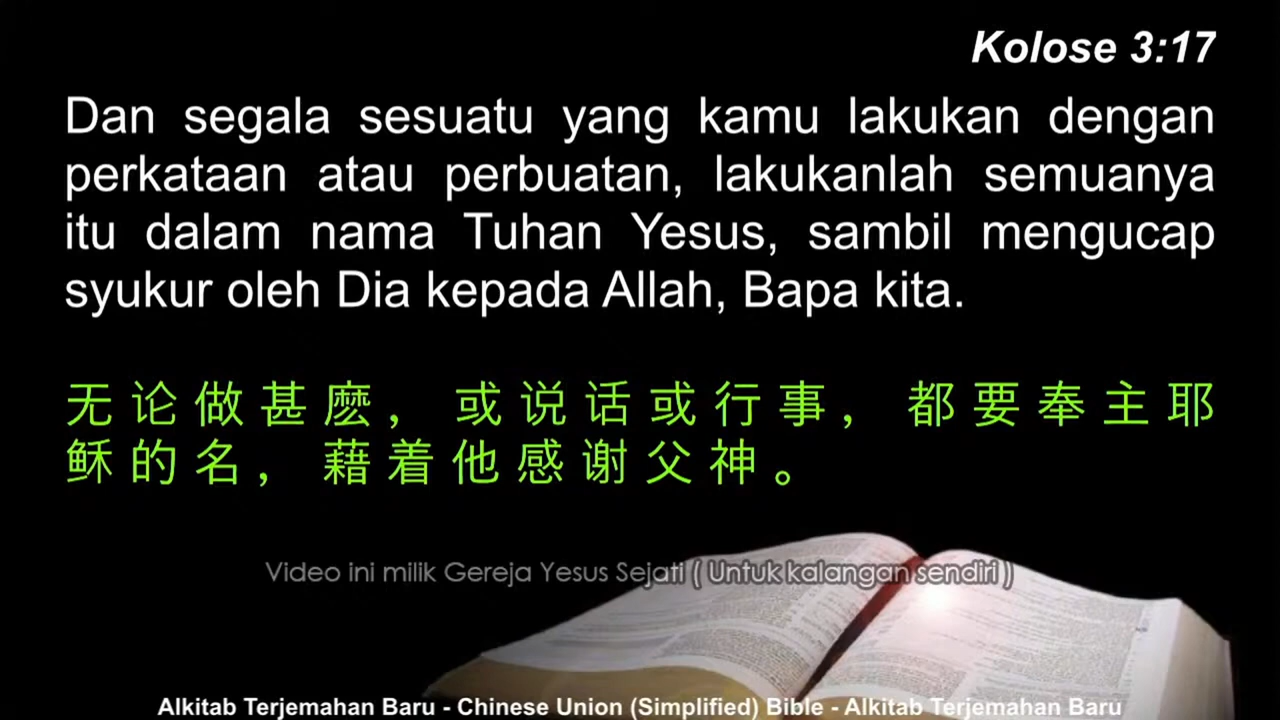 Kolose 3:17
Dan segala sesuatu yang kamu lakukan dengan
perkataan atau perbuatan, lakukanlah semuanya
itu dalam nama Tuhan Yesus, sambil mengucap
syukur oleh Dia kepada Allah, Bapa kita.
无论做甚麽，或说话或行事，都要奉主耶
稣的名，藉着他感谢父神。
Video ini milik Gereja Yesus Sejati ( Untuk kalangan sendiri )
Alkitab Terjemahan Baru - Chinese Union (Simplified) Bible - Alkitab Terjemahan Baru